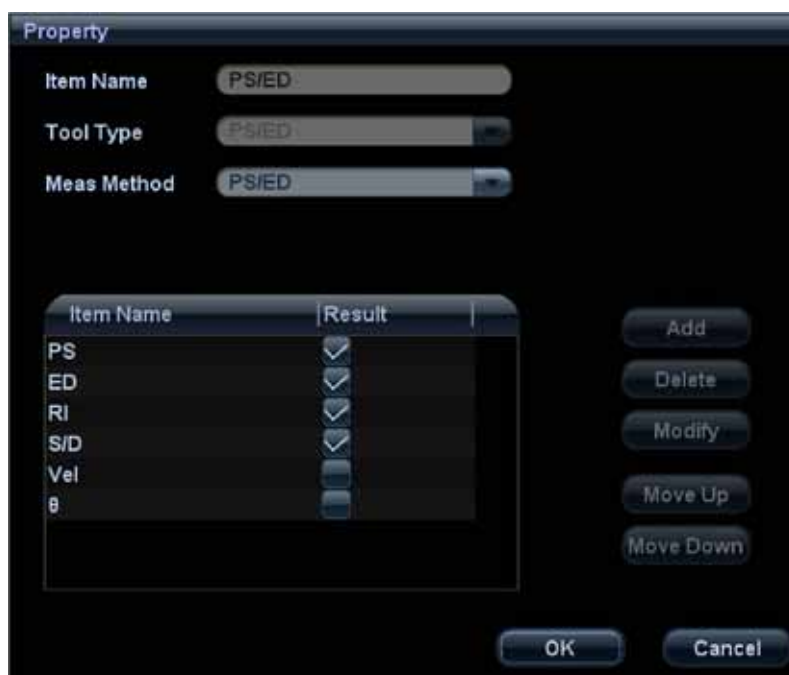 Property
Item Name PS/ED
Tool Type PS/ED
Meas Method PS/ED
Item Name Result
PS
ED
RI
S/D
Vel
θ
Add
Delete
Modify
Move Up
Move Down
OK Cancel